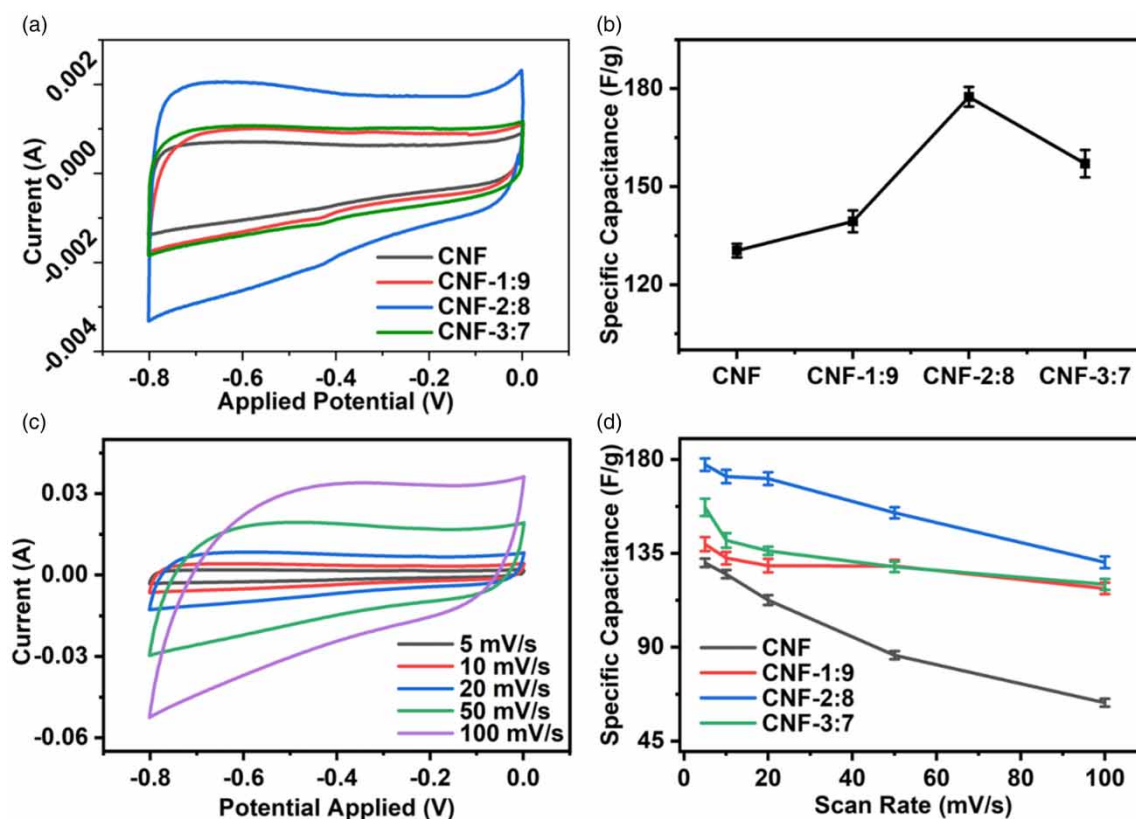 (a)
0.002
0.000
-0.002
-0.004
Current (A)
CNF
CNF-1:9
CNF-2:8
CNF-3:7
-0.8 -0.6 -0.4 -0.2 0.0
Applied Potential (V)
(b)
180
150
120
Specific Capacitance (F/g)
CNF CNF-1:9 CNF-2:8 CNF-3:7
(c)
0.03
0.00
-0.03
-0.06
Current (A)
5 mV/s
10 mV/s
20 mV/s
50 mV/s
100 mV/s
-0.8 -0.6 -0.4 -0.2 0.0
Potential Applied (V)
(d)
180
135
90
45
Specific Capacitance (F/g)
CNF
CNF-1:9
CNF-2:8
CNF-3:7
0 20 40 60 80 100
Scan Rate (mV/s)